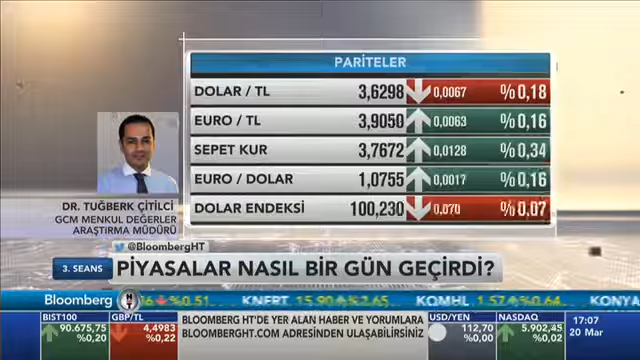 PARİTELER
DOLAR / TL 3,6298 0,0067 %0,18
EURO / TL 3,9050 0,0063 %0,16
SEPET KUR 3,7672 0,0128 %0,34
EURO / DOLAR 1,0755 0,0017 %0,16
DOLAR ENDEKSİ 100,230 0,070 %0,07
DR. TUĞBERK ÇİTİLCİ
GCM MENKUL DEĞERLER
ARAŞTIRMA MÜDÜRÜ
@BloombergHT
3. SEANS PİYASALAR NASIL BİR GÜN GEÇİRDİ?
Bloomberg HT %0.51 KNFRT 15.90 %2.65 KQMHL 1.57 %0.64 KONYA
BIST100 GBP/TL BLOOMBERG HT'DE YER ALAN HABER VE YORUMLARA USD/YEN NASDAQ 17:07
90.675,75 4,4983 BLOOMBERGHT.COM ADRESİNDEN ULAŞABİLİRSİNİZ 112,70 5.902,45 20 Mar
%0,20 %0,22 %0,00 %0,02